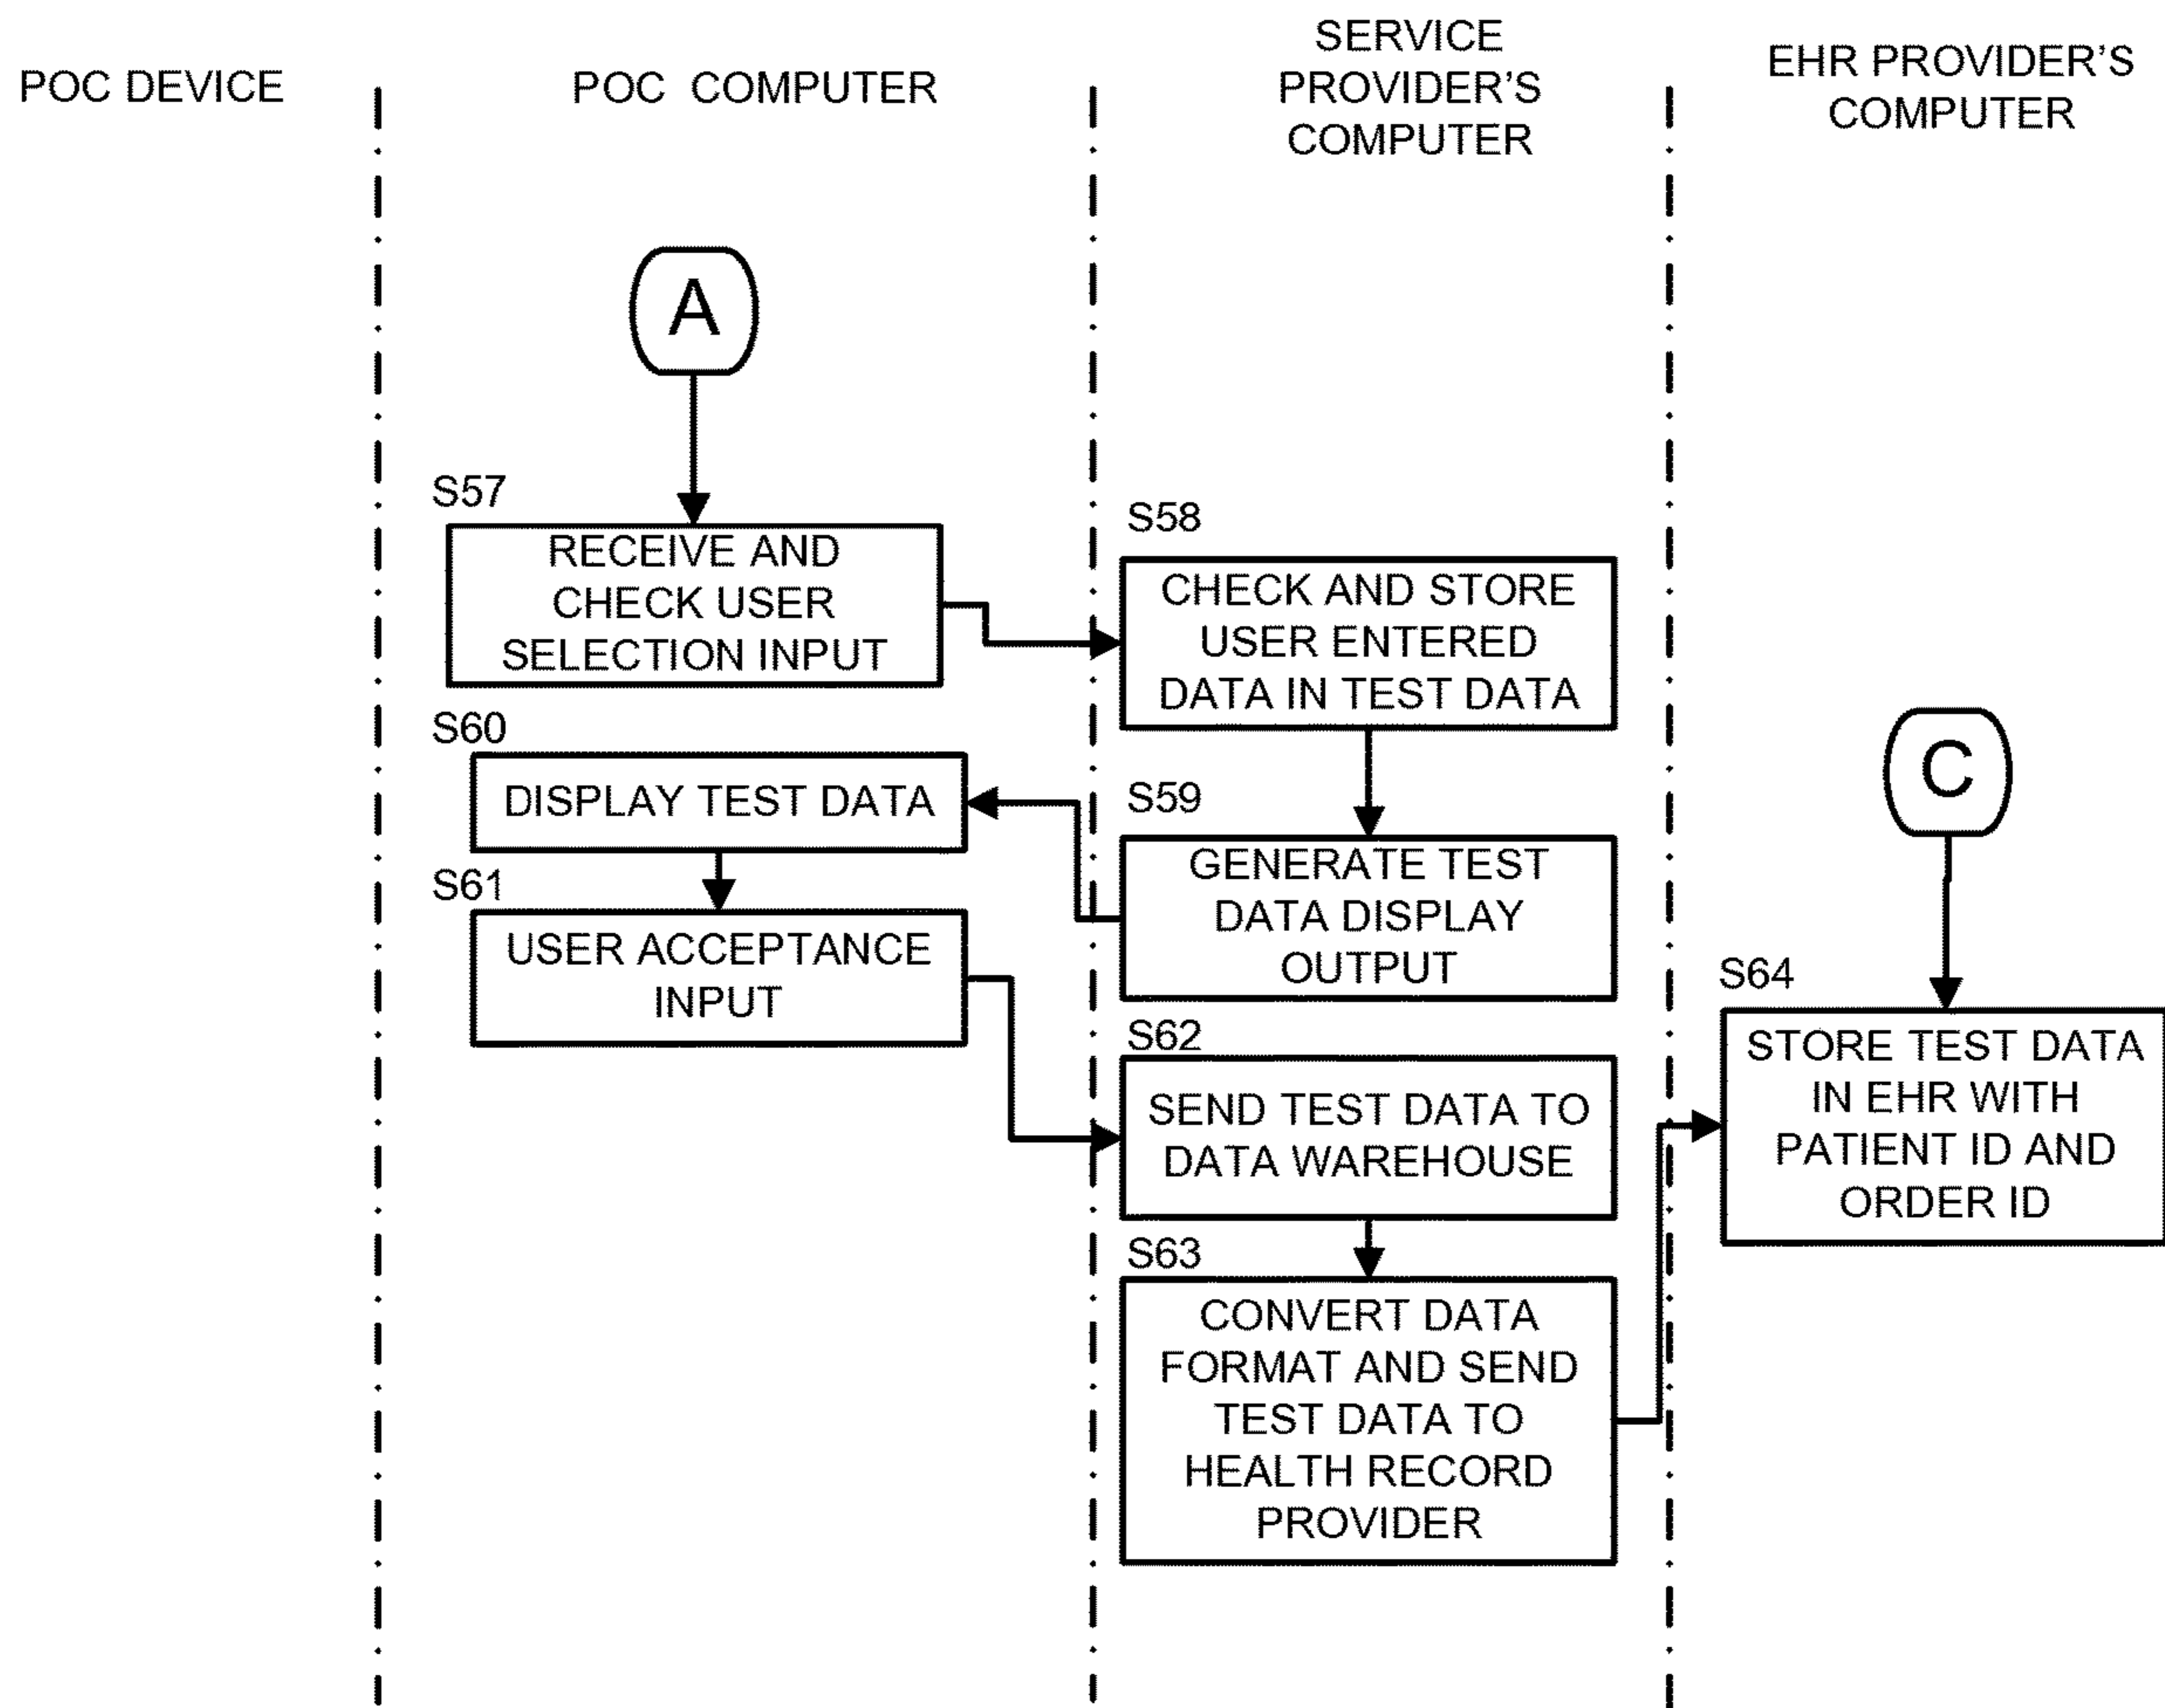 POC DEVICE
POC COMPUTER
SERVICE
PROVIDER'S
COMPUTER
EHR PROVIDER'S
COMPUTER
A
S57
RECEIVE AND
CHECK USER
SELECTION INPUT
S58
CHECK AND STORE
USER ENTERED
DATA IN TEST DATA
S59
GENERATE TEST
DATA DISPLAY
OUTPUT
S60
DISPLAY TEST DATA
S61
USER ACCEPTANCE
INPUT
S62
SEND TEST DATA TO
DATA WAREHOUSE
S63
CONVERT DATA
FORMAT AND SEND
TEST DATA TO
HEALTH RECORD
PROVIDER
C
S64
STORE TEST DATA
IN EHR WITH
PATIENT ID AND
ORDER ID